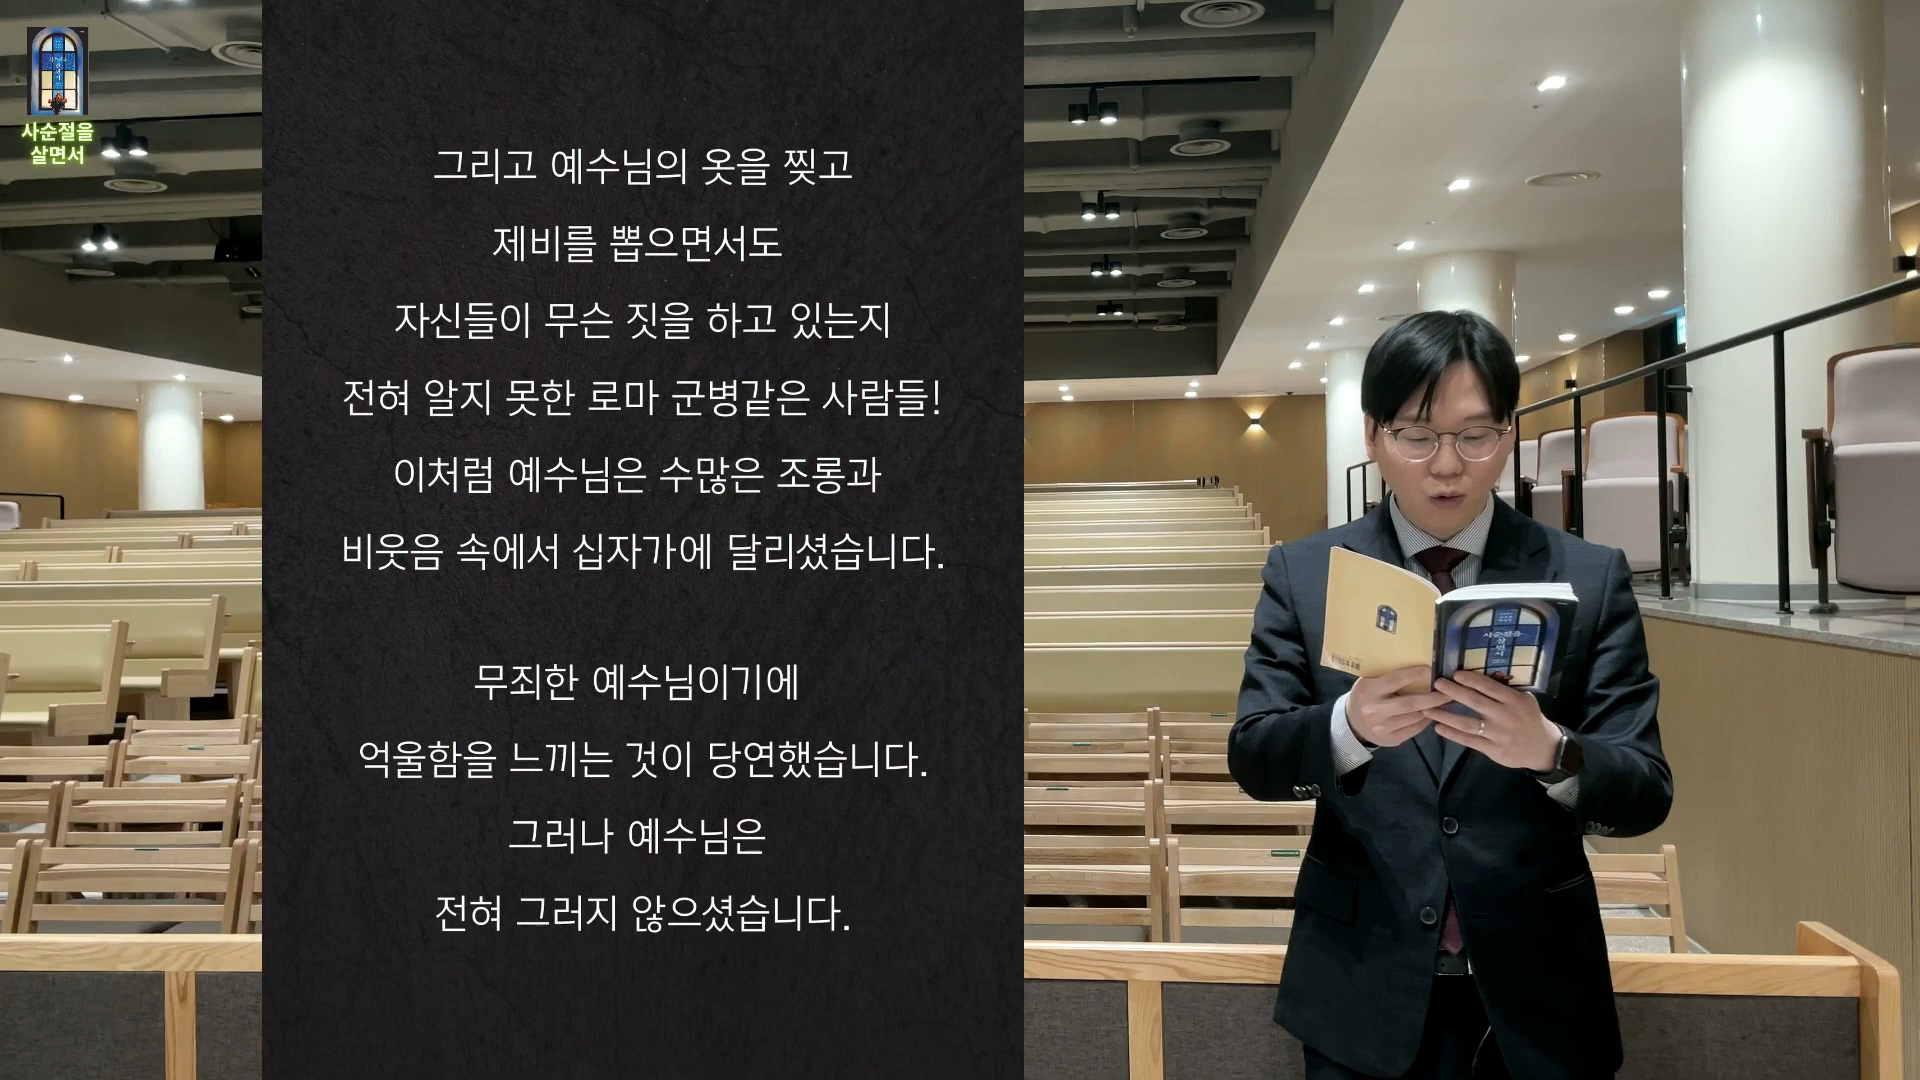 사순절을
살면서
그리고 예수님의 옷을 찢고
제비를 뽑으면서도
자신들이 무슨 짓을 하고 있는지
전혀 알지 못한 로마 군병같은 사람들!
이처럼 예수님은 수많은 조롱과
비웃음 속에서 십자가에 달리셨습니다.
무죄한 예수님이기에
억울함을 느끼는 것이 당연했습니다.
그러나 예수님은
전혀 그러지 않으셨습니다.
사순절을
살
면
서